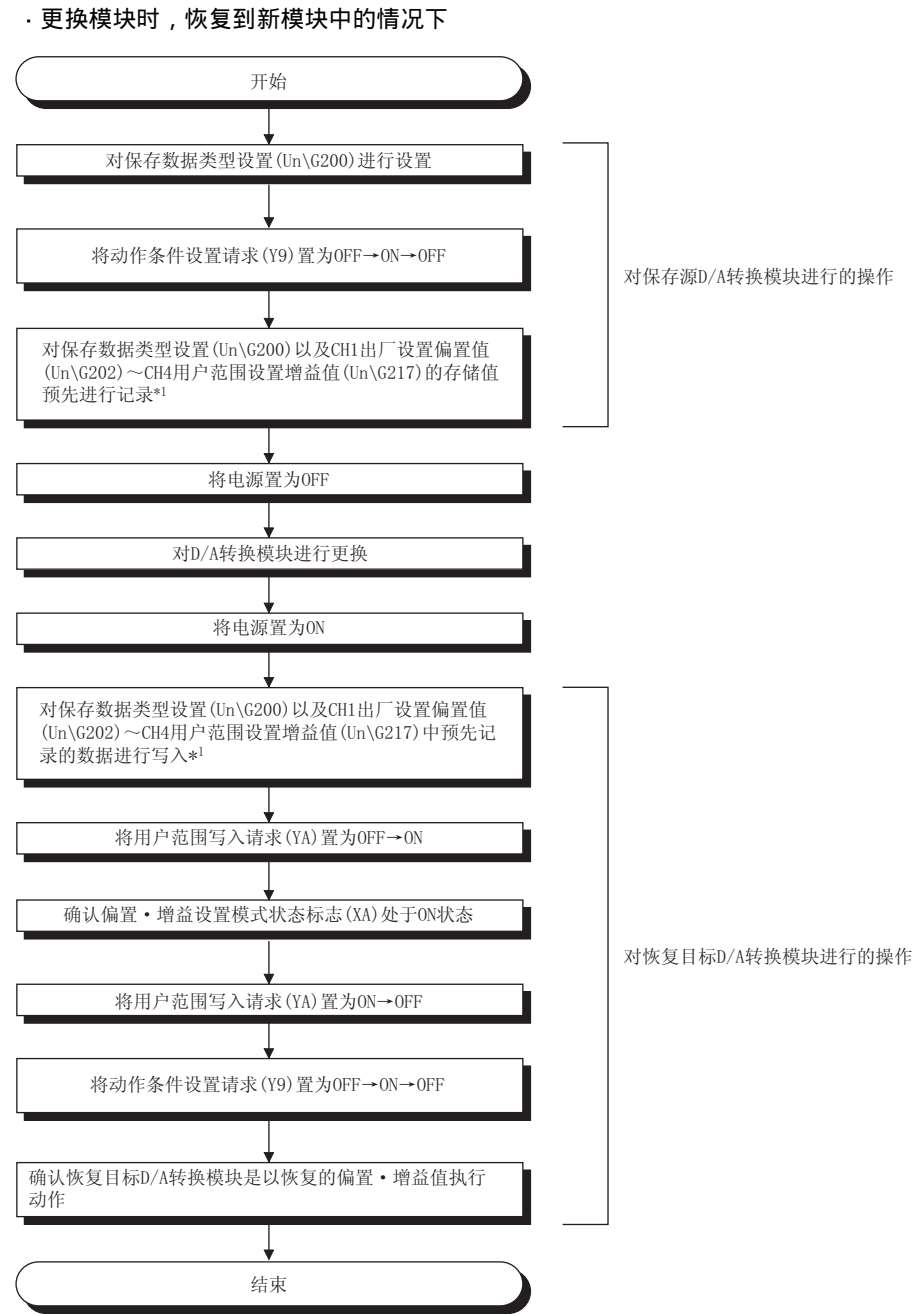 ·更换模块时，恢复到新模块中的情况下
开始
对保存数据类型设置(Un\G200)进行设置
将动作条件设置请求(Y9)置为OFF→ON→OFF
对保存源D/A转换模块进行的操作
对保存数据类型设置(Un\G200)以及CH1出厂设置偏置值
(Un\G202)～CH4用户范围设置增益值(Un\G217)的存储值
预先进行记录*1
将电源置为OFF
对D/A转换模块进行更换
将电源置为ON
对保存数据类型设置(Un\G200)以及CH1出厂设置偏置值
(Un\G202)～CH4用户范围设置增益值(Un\G217)中预先记
录的数据进行写入*1
将用户范围写入请求(YA)置为OFF→ON
确认偏置·增益设置模式状态标志(XA)处于ON状态
对恢复目标D/A转换模块进行的操作
将用户范围写入请求(YA)置为ON→OFF
将动作条件设置请求(Y9)置为OFF→ON→OFF
确认恢复目标D/A转换模块是以恢复的偏置·增益值执行
动作
结束